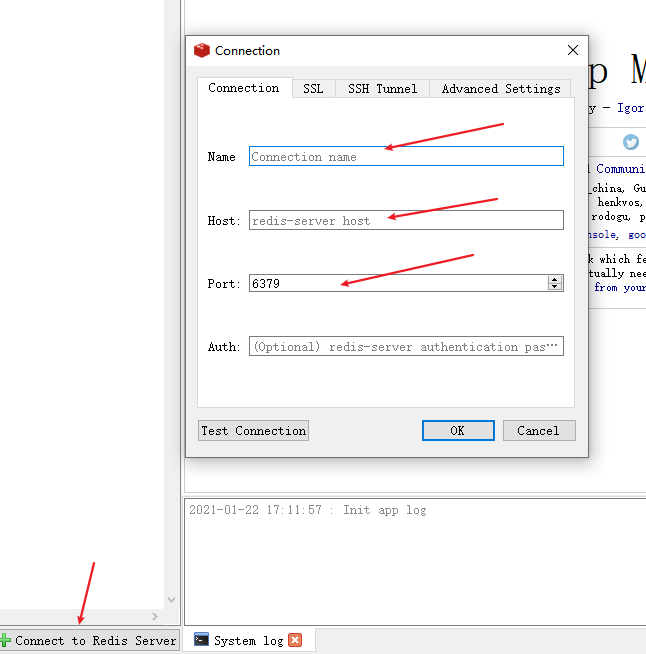 Connection
Connection SSL SSH Tunnel Advanced Settings
Name Connection name
Host: redis-server host
Port: 6379
Auth: (Optional) redis-server authentication pas…
Test Connection OK Cancel
p M
y – Igor
Communi
_china, Gu
henkvos,
rodogu, p
nsole, goo
k which fe
tually nee
from your
2021-01-22 17:11:57 : Init app log
Connect to Redis Server
System log